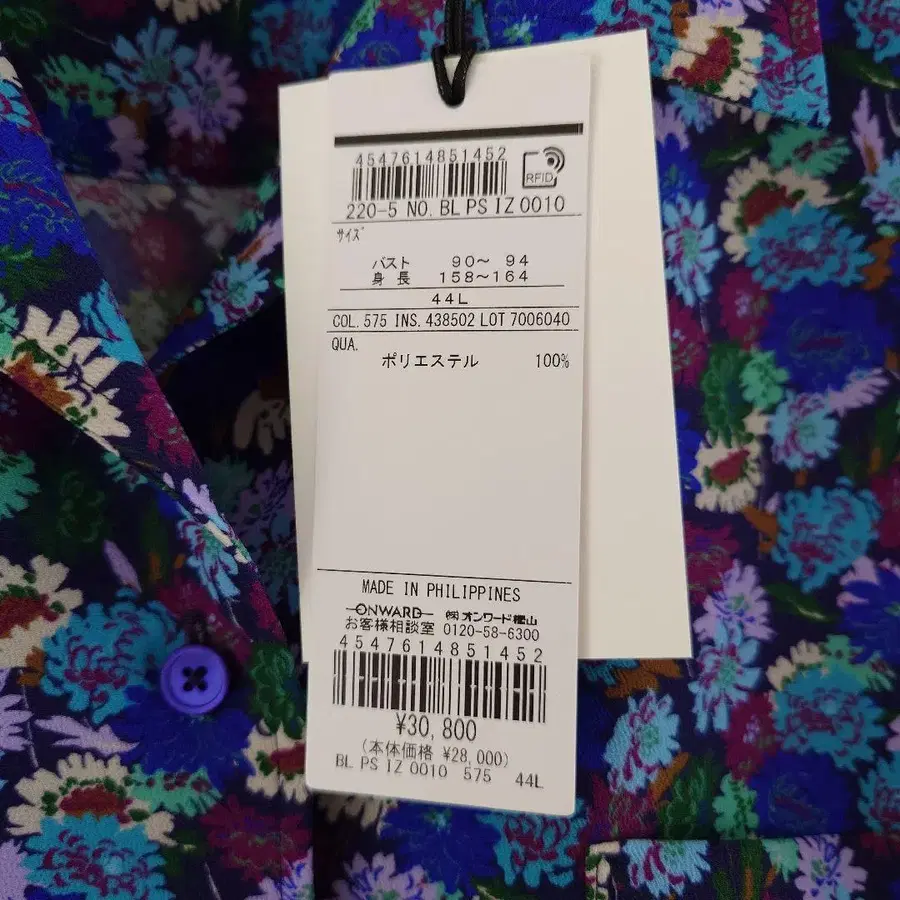 4547614851452
RFID
220-5 NO. BL PS IZ 0010
サイズ
バスト 90～ 94
身長 158～164
44L
COL. 575 INS. 438502 LOT 7006040
QUA.
ポリエステル 100%
MADE IN PHILIPPINES
ONWARD ㈱オンワード樫山
お客様相談室 0120-58-6300
4547614851452
¥30,800
(本体価格 ¥28,000)
BL PS IZ 0010 575 44L